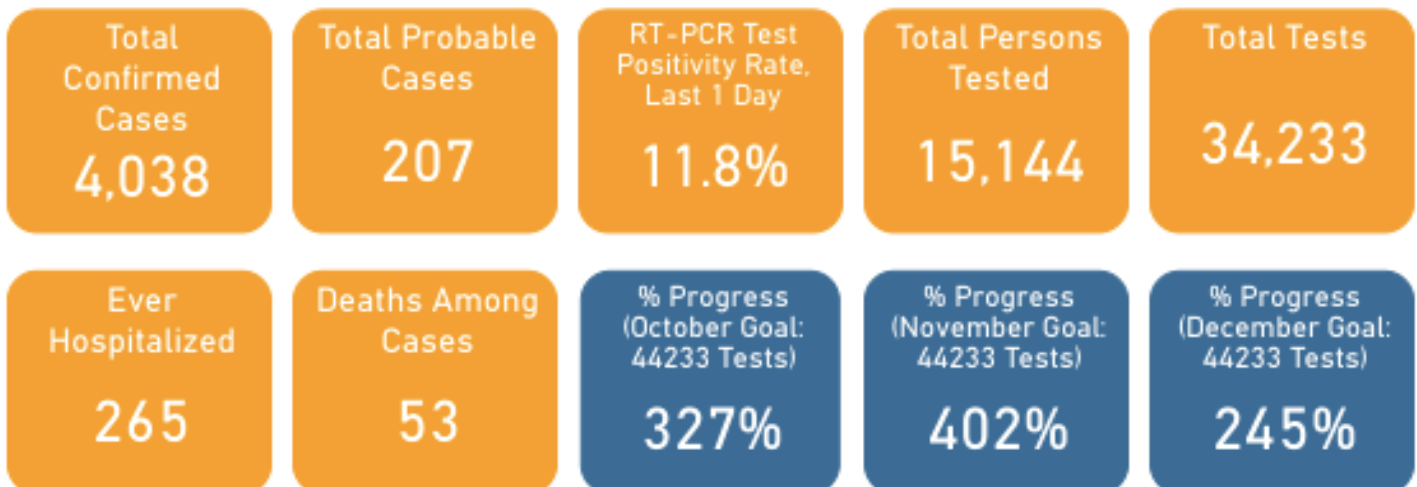 Total
Confirmed
Cases
4,038
Total Probable
Cases
207
RT-PCR Test
Positivity Rate,
Last 1 Day
11.8%
Total Persons
Tested
15,144
Total Tests
34,233
Ever
Hospitalized
265
Deaths Among
Cases
53
% Progress
(October Goal:
44233 Tests)
327%
% Progress
(November Goal:
44233 Tests)
402%
% Progress
(December Goal:
44233 Tests)
245%